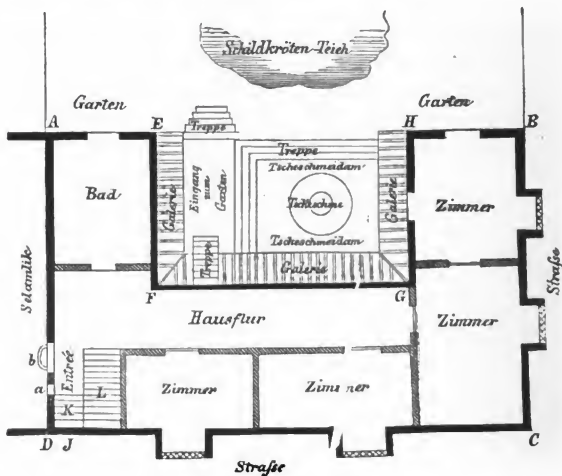 Schildkröten-Teich
Garten
Garten
A
E
H
B
Treppe
Treppe
Tscheschmeidam
Bad
Galerie
Eingang
zum
Garten
Tscheschme
Galerie
Zimmer
Tscheschmeidam
Treppe
Galerie
Selamlik
Straße
F
G
Hausflur
Zimmer
b
Entrée
a
L
Zimmer
Zimmer
K
D
J
C
Straße